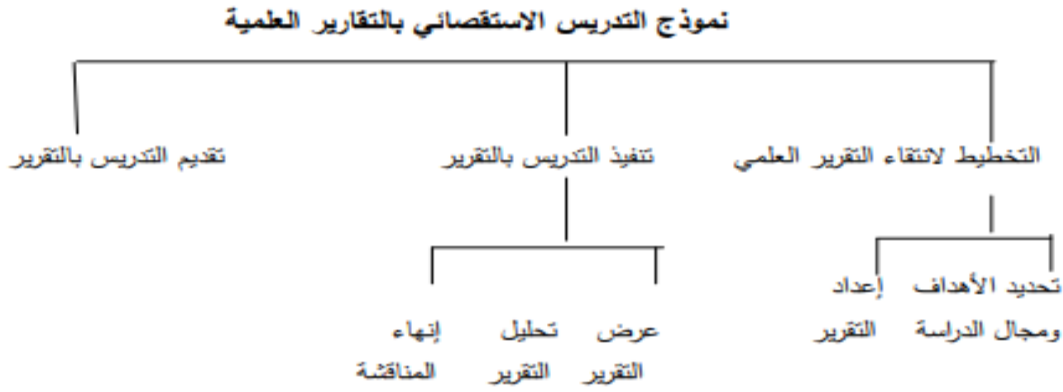 نموذج التدريس الاستقصائي بالتقارير العلمية
التخطيط لانتقاء التقرير العلمي
تنفيذ التدريس بالتقرير
تقديم التدريس بالتقرير
تحديد الأهداف
ومجال الدراسة
إعداد
التقرير
عرض
التقرير
تحليل
التقرير
إنهاء
المناقشة